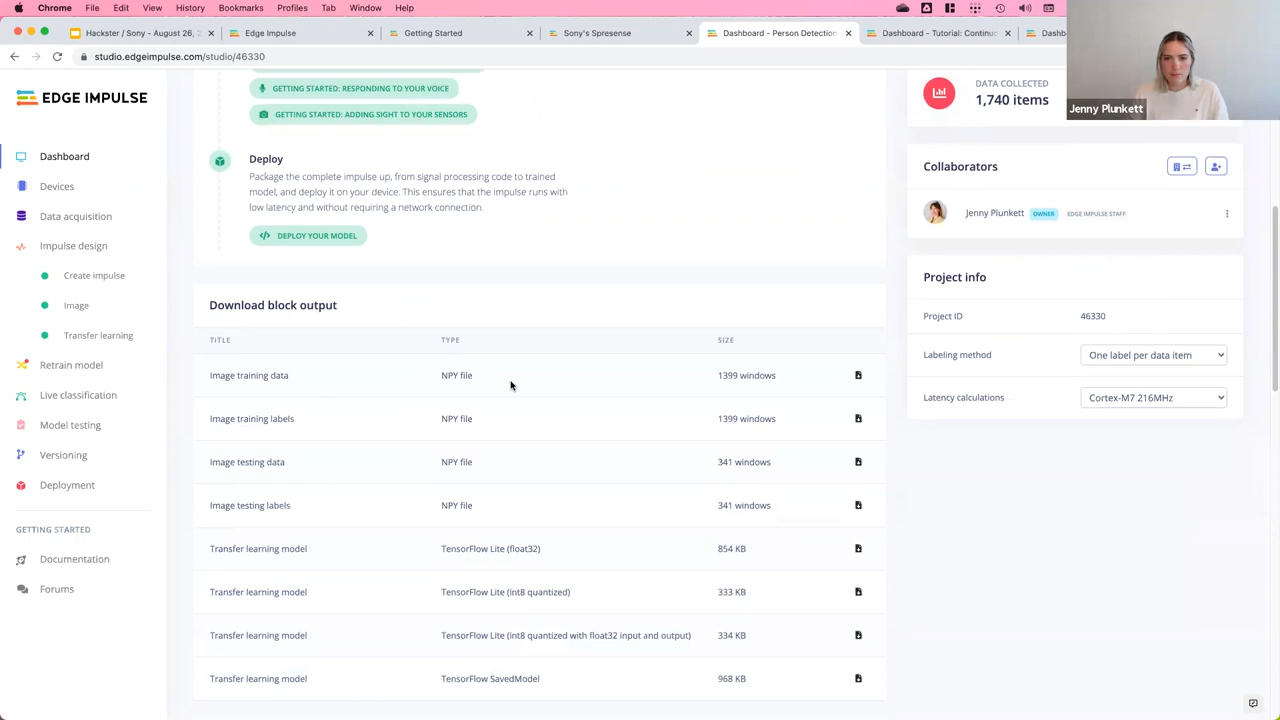 Chrome File Edit View History Bookmarks Profiles Tab Window Help
Hackster / Sony - August 26,
Edge Impulse
Getting Started
Sony's Spresense
Dashboard - Person Detection
Dashboard - Tutorial: Continuo
Dashb
studio.edgeimpulse.com/studio/46330
EDGE IMPULSE
Dashboard
Devices
Data acquisition
Impulse design
Create impulse
Image
Transfer learning
Retrain model
Live classification
Model testing
Versioning
Deployment
GETTING STARTED
Documentation
Forums
GETTING STARTED: RESPONDING TO YOUR VOICE
GETTING STARTED: ADDING SIGHT TO YOUR SENSORS
Deploy
Package the complete impulse up, from signal processing code to trained
model, and deploy it on your device. This ensures that the impulse runs with
low latency and without requiring a network connection.
DEPLOY YOUR MODEL
Download block output
TITLE TYPE SIZE
Image training data NPY file 1399 windows
Image training labels NPY file 1399 windows
Image testing data NPY file 341 windows
Image testing labels NPY file 341 windows
Transfer learning model TensorFlow Lite (float32) 854 KB
Transfer learning model TensorFlow Lite (int8 quantized) 333 KB
Transfer learning model TensorFlow Lite (int8 quantized with float32 input and output) 334 KB
Transfer learning model TensorFlow SavedModel 968 KB
DATA COLLECTED
1,740 items
Collaborators
Jenny Plunkett OWNER EDGE IMPULSE STAFF
Project info
Project ID 46330
Labeling method One label per data item
Latency calculations Cortex-M7 216MHz
Jenny Plunkett